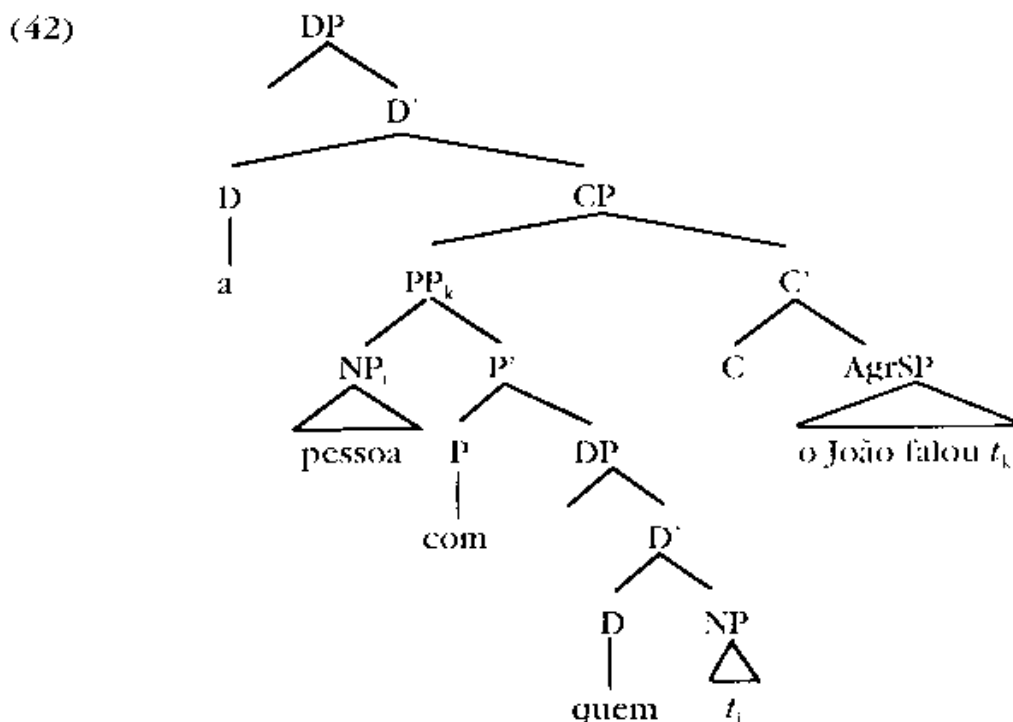 (42) DP
D'
D CP
a PPₖ C'
NPᵢ P' C AgrSP
pessoa P DP o João falou tₖ
com D'
D NP
quem tᵢ